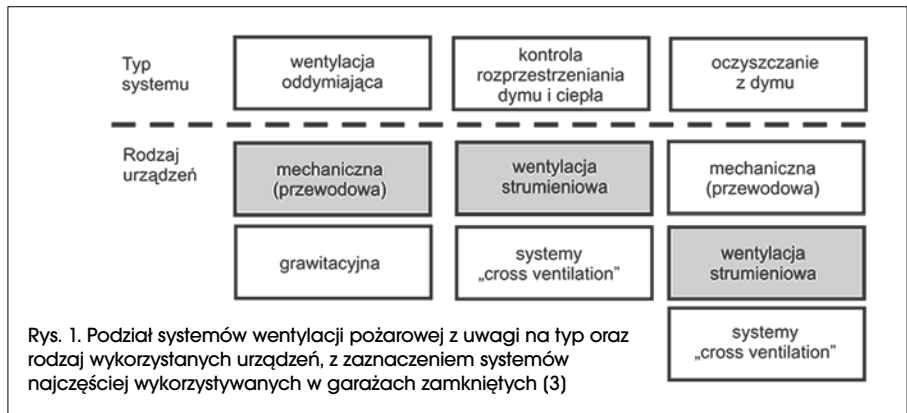 Typ
systemu
wentylacja
oddymiająca
kontrola
rozprzestrzeniania
dymu i ciepła
oczyszczanie
z dymu
Rodzaj
urządzeń
mechaniczna
(przewodowa)
wentylacja
strumieniowa
mechaniczna
(przewodowa)
grawitacyjna
systemy
„cross ventilation”
wentylacja
strumieniowa
systemy
„cross ventilation”
Rys. 1. Podział systemów wentylacji pożarowej z uwagi na typ oraz
rodzaj wykorzystanych urządzeń, z zaznaczeniem systemów
najczęściej wykorzystywanych w garażach zamkniętych (3)